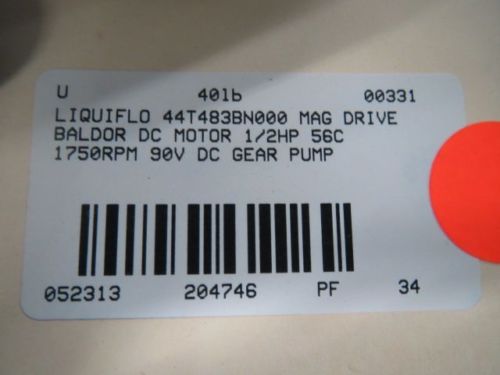 U 401b 00331
LIQUIFLO 44T483BN000 MAG DRIVE
BALDOR DC MOTOR 1/2HP 56C
1750RPM 90V DC GEAR PUMP
052313 204746 PF 34